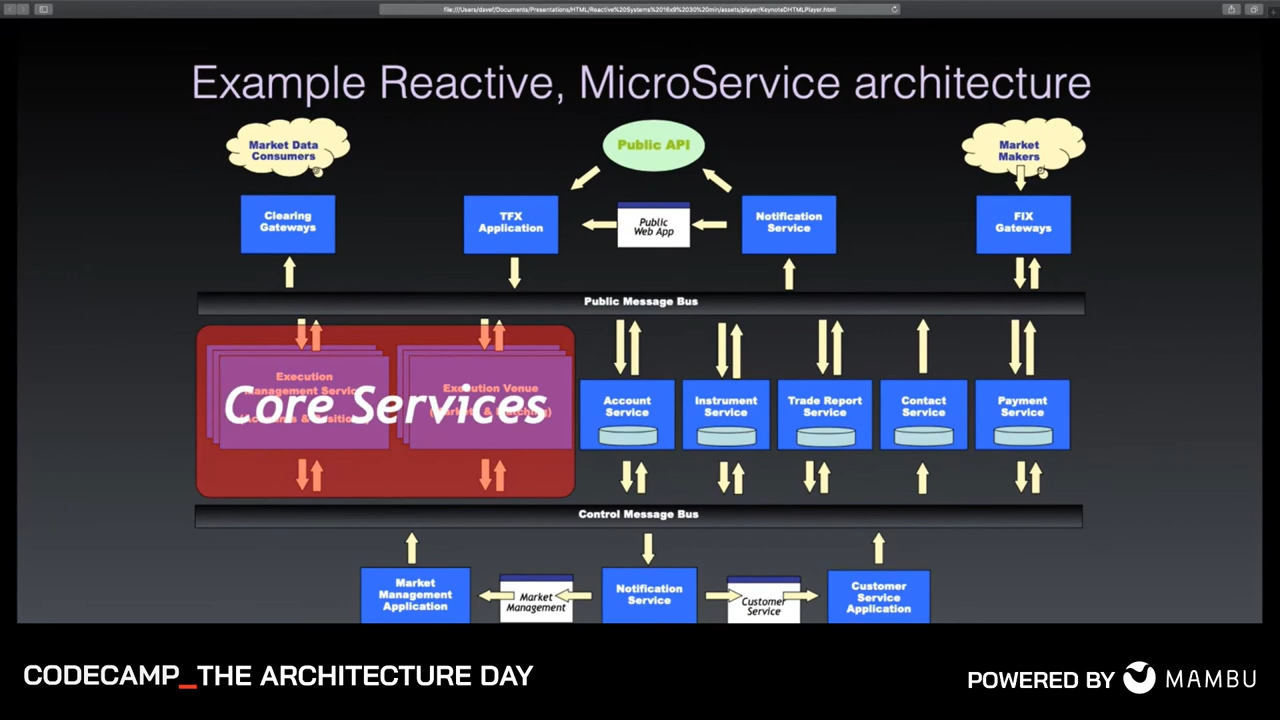 file:///Users/davef/Documents/Presentations/HTML/Reactive%20Systems%2016x9%2030%20min/assets/player/KeynoteDHTMLPlayer.html
Example Reactive, MicroService architecture
Market Data
Consumers
Public API
Market
Makers
Clearing
Gateways
TFX
Application
Public
Web App
Notification
Service
FIX
Gateways
Public Message Bus
Execution
Management Service
Execution Venue
Core Services
Account
Service
Instrument
Service
Trade Report
Service
Contact
Service
Payment
Service
Control Message Bus
Market
Management
Application
Market
Management
Notification
Service
Customer
Service
Customer
Service
Application
CODECAMP_THE ARCHITECTURE DAY
POWERED BY MAMBU